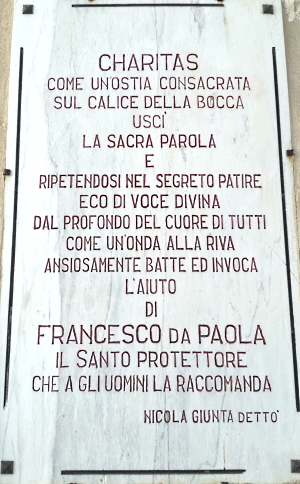 CHARITAS
COME UN'OSTIA CONSACRATA
SUL CALICE DELLA BOCCA
USCI'
LA SACRA PAROLA
E
RIPETENDOSI NEL SEGRETO PATIRE
ECO DI VOCE DIVINA
DAL PROFONDO DEL CUORE DI TUTTI
COME UN'ONDA ALLA RIVA
ANSIOSAMENTE BATTE ED INVOCA
L'AIUTO
DI
FRANCESCO DA PAOLA
IL SANTO PROTETTORE
CHE A GLI UOMINI LA RACCOMANDA
NICOLA GIUNTA DETTO'